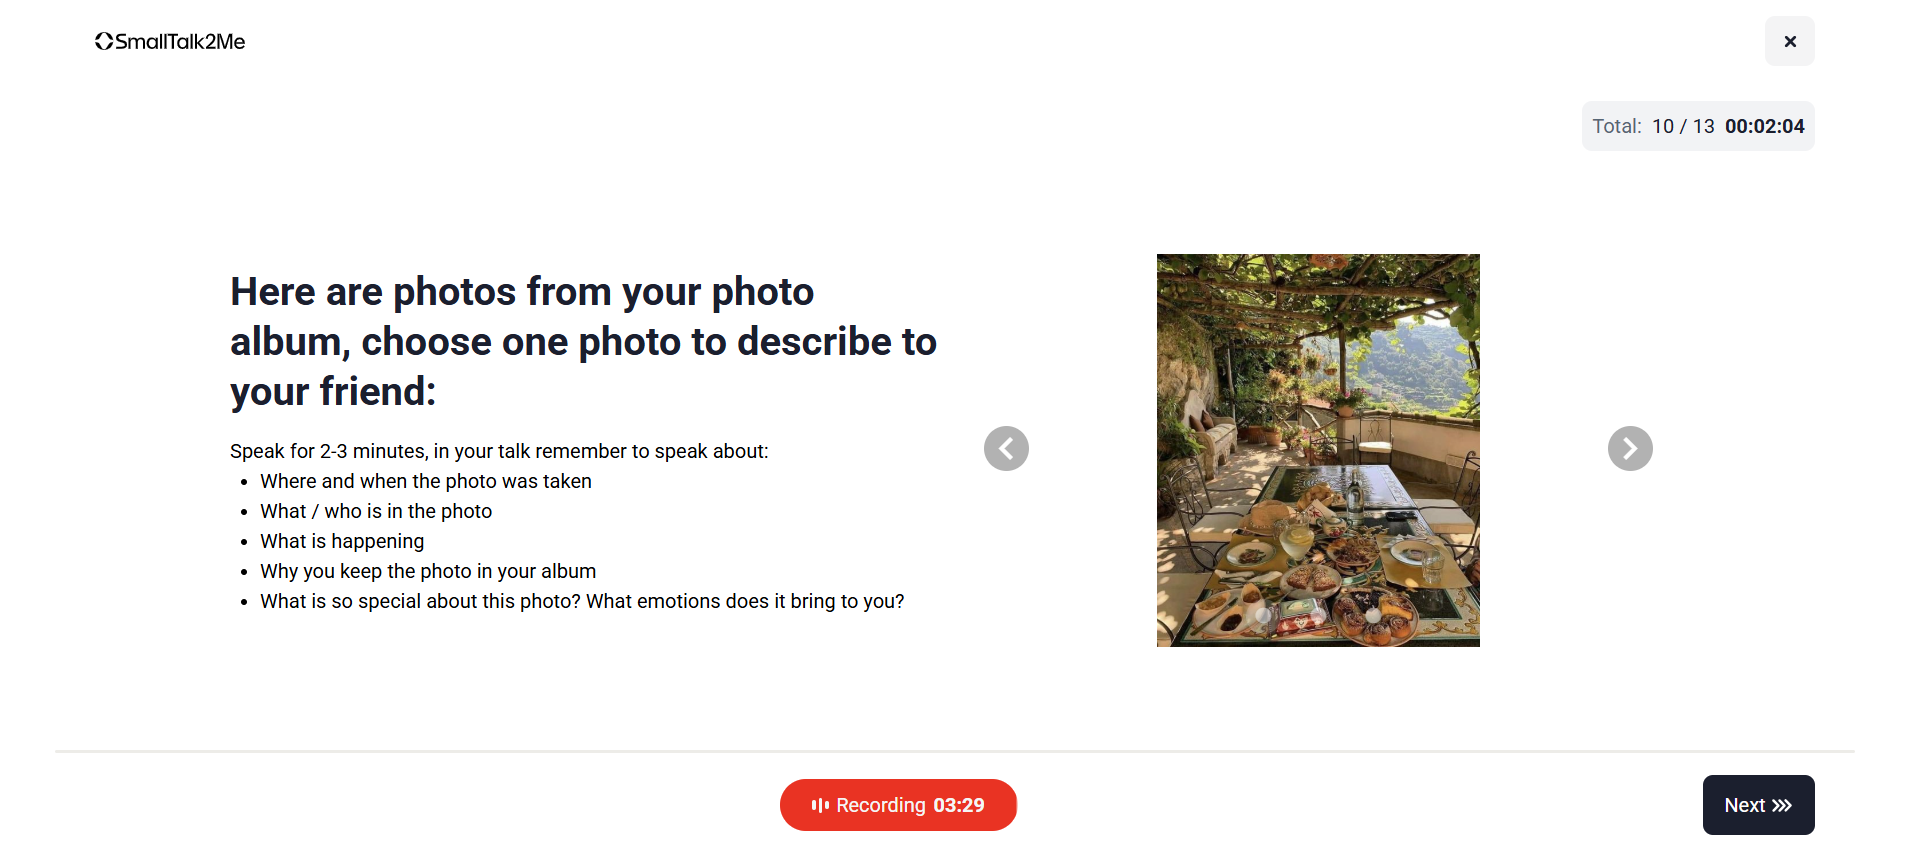 SmallTalk2Me
Total: 10 / 13 00:02:04
Here are photos from your photo
album, choose one photo to describe to
your friend:
Speak for 2-3 minutes, in your talk remember to speak about:
• Where and when the photo was taken
• What / who is in the photo
• What is happening
• Why you keep the photo in your album
• What is so special about this photo? What emotions does it bring to you?
Recording 03:29
Next